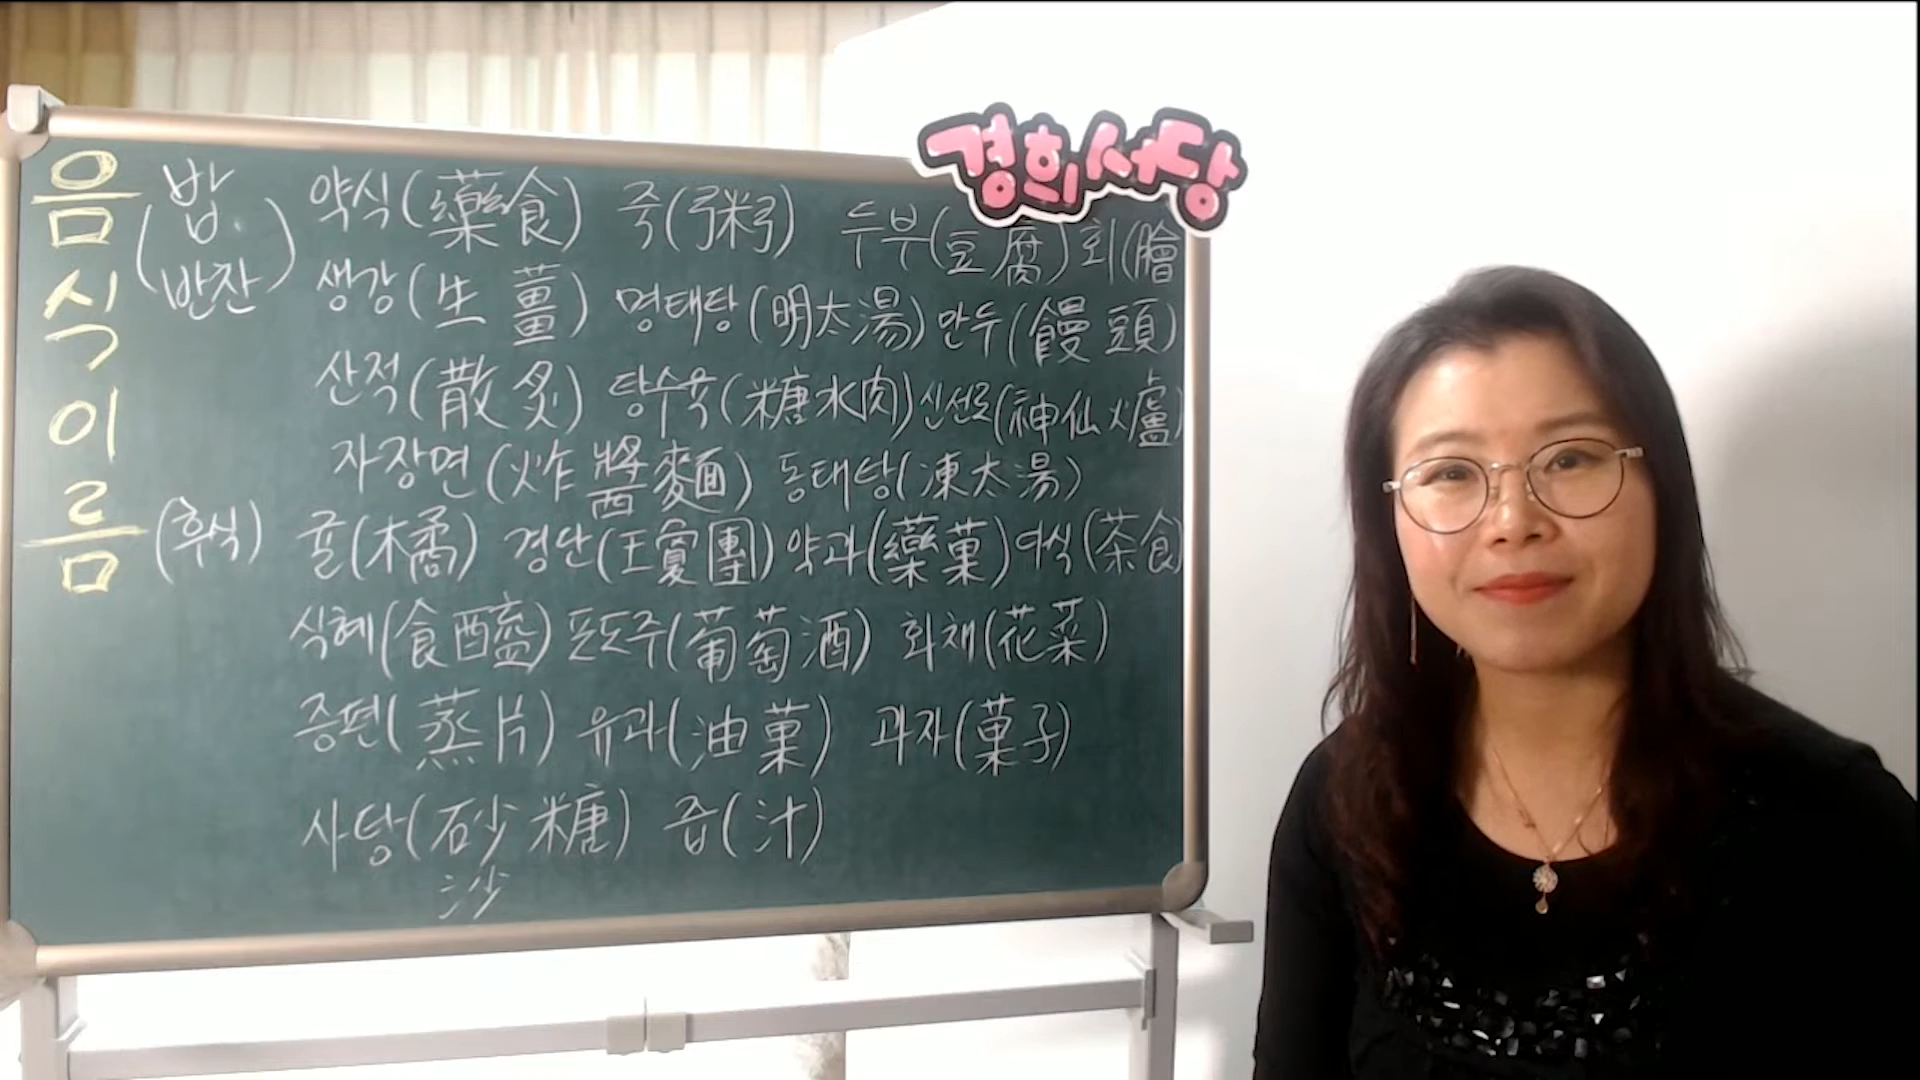 경희서당
음식이름
(밥 반찬)
약식(藥食) 죽(粥) 두부(豆腐) 회(膾
생강(生薑) 명태탕(明太湯) 만두(饅頭)
산적(散炙) 탕수육(糖水肉) 신선로(神仙爐)
자장면(炸醬麵) 동태탕(凍太湯)
(후식)
귤(橘) 경단(瓊團) 약과(藥菓) 다식(茶食)
식혜(食醯) 포도주(葡萄酒) 화채(花菜)
증편(蒸片) 유과(油菓) 과자(菓子)
사탕(砂糖) 즙(汁)
沙